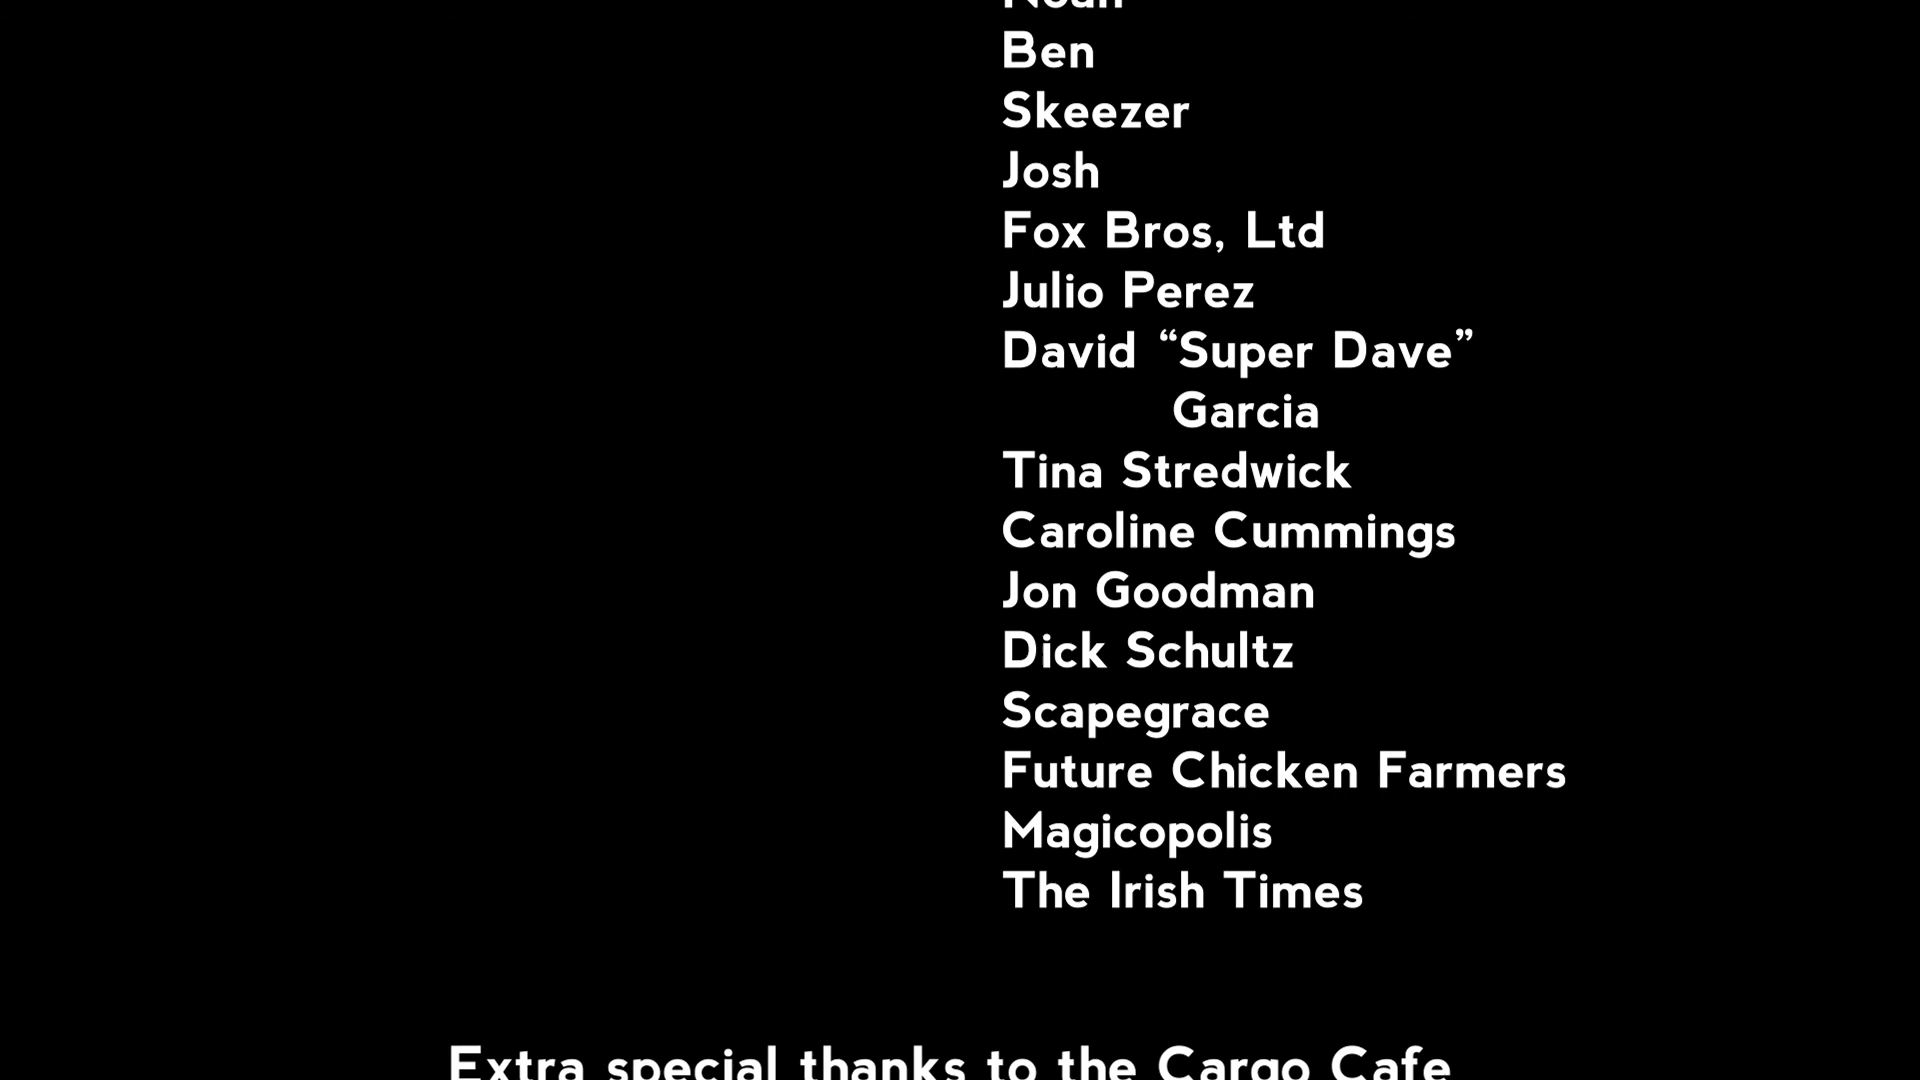 Noah
Ben
Skeezer
Josh
Fox Bros, Ltd
Julio Perez
David “Super Dave”
Garcia
Tina Stredwick
Caroline Cummings
Jon Goodman
Dick Schultz
Scapegrace
Future Chicken Farmers
Magicopolis
The Irish Times
Extra special thanks to the Cargo Cafe